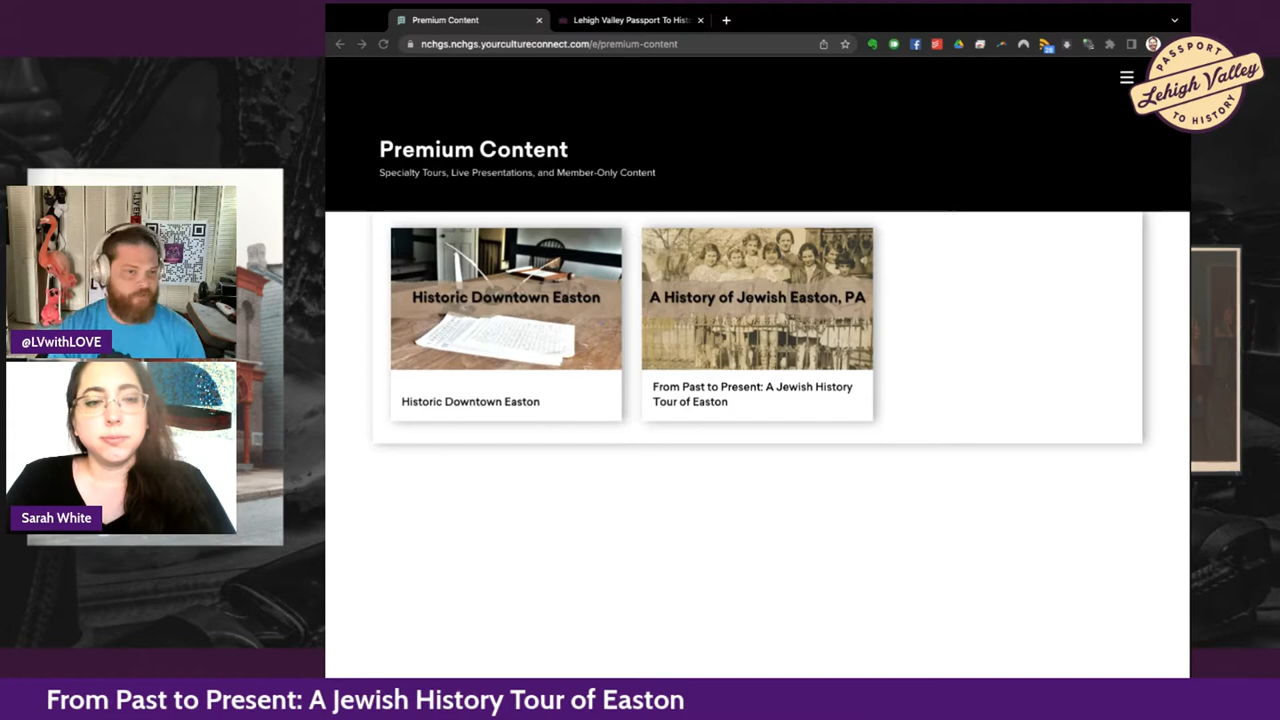 Premium Content
Lehigh Valley Passport To Hist
nchgs.nchgs.yourcultureconnect.com/e/premium-content
PASSPORT
Lehigh Valley
TO HISTORY
Premium Content
Specialty Tours, Live Presentations, and Member-Only Content
Historic Downtown Easton
A History of Jewish Easton, PA
Historic Downtown Easton
From Past to Present: A Jewish History
Tour of Easton
@LVwithLOVE
Sarah White
From Past to Present: A Jewish History Tour of Easton